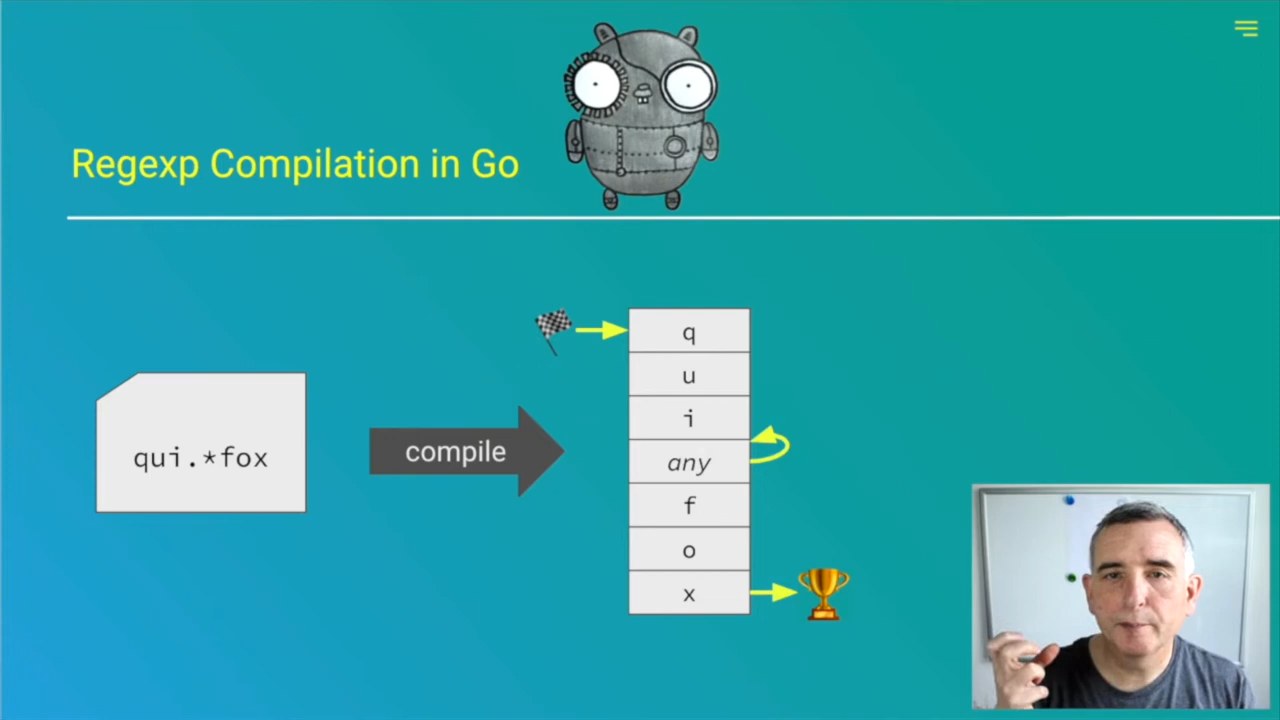 Regexp Compilation in Go
qui.*fox
compile
q
u
i
any
f
o
x